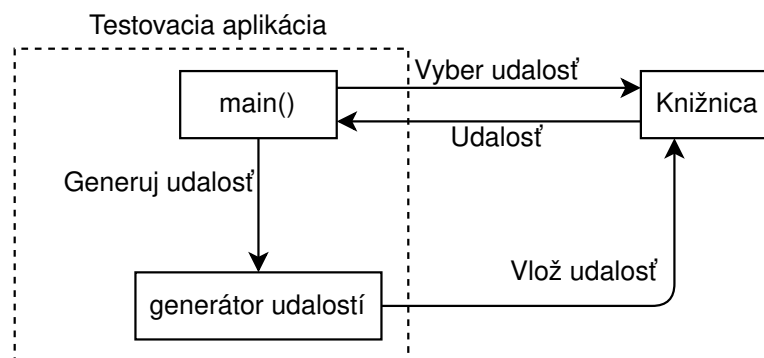 Testovacia aplikácia
Vyber udalosť
main()
Knižnica
Udalosť
Generuj udalosť
Vlož udalosť
generátor udalostí